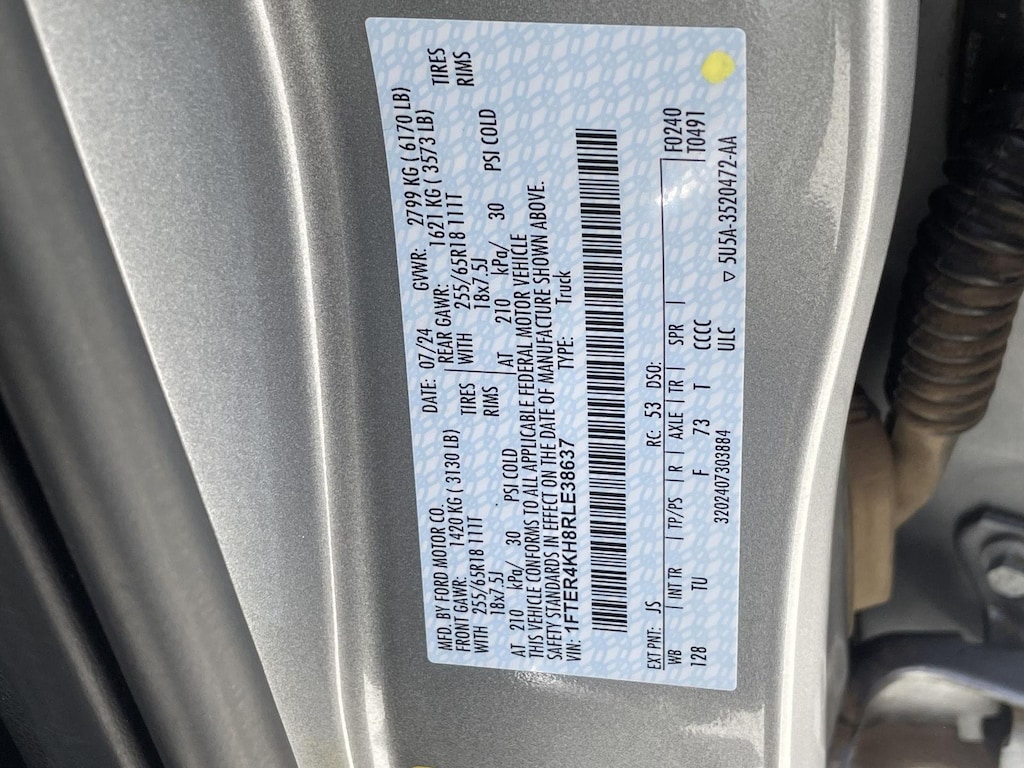 MFD. BY FORD MOTOR CO. DATE: 07/24 GVWR: 2799 KG ( 6170 LB)
FRONT GAWR: 1420 KG ( 3130 LB) REAR GAWR: 1621 KG ( 3573 LB)
WITH 255/65R18 111T TIRES WITH 255/65R18 111T TIRES
18x7.5J RIMS 18x7.5J RIMS
AT 210 kPa/ 30 PSI COLD AT 210 kPa/ 30 PSI COLD
THIS VEHICLE CONFORMS TO ALL APPLICABLE FEDERAL MOTOR VEHICLE
SAFETY STANDARDS IN EFFECT ON THE DATE OF MANUFACTURE SHOWN ABOVE.
VIN: 1FTER4KH8RLE38637 TYPE: Truck
EXT PNT: JS RC: 53 DSO:
WB INT TR TP/PS R AXLE TR SPR F0240
128 TU F 73 T CCCC T0491
ULC
3202407303884
▽ 5U5A-3520472-AA